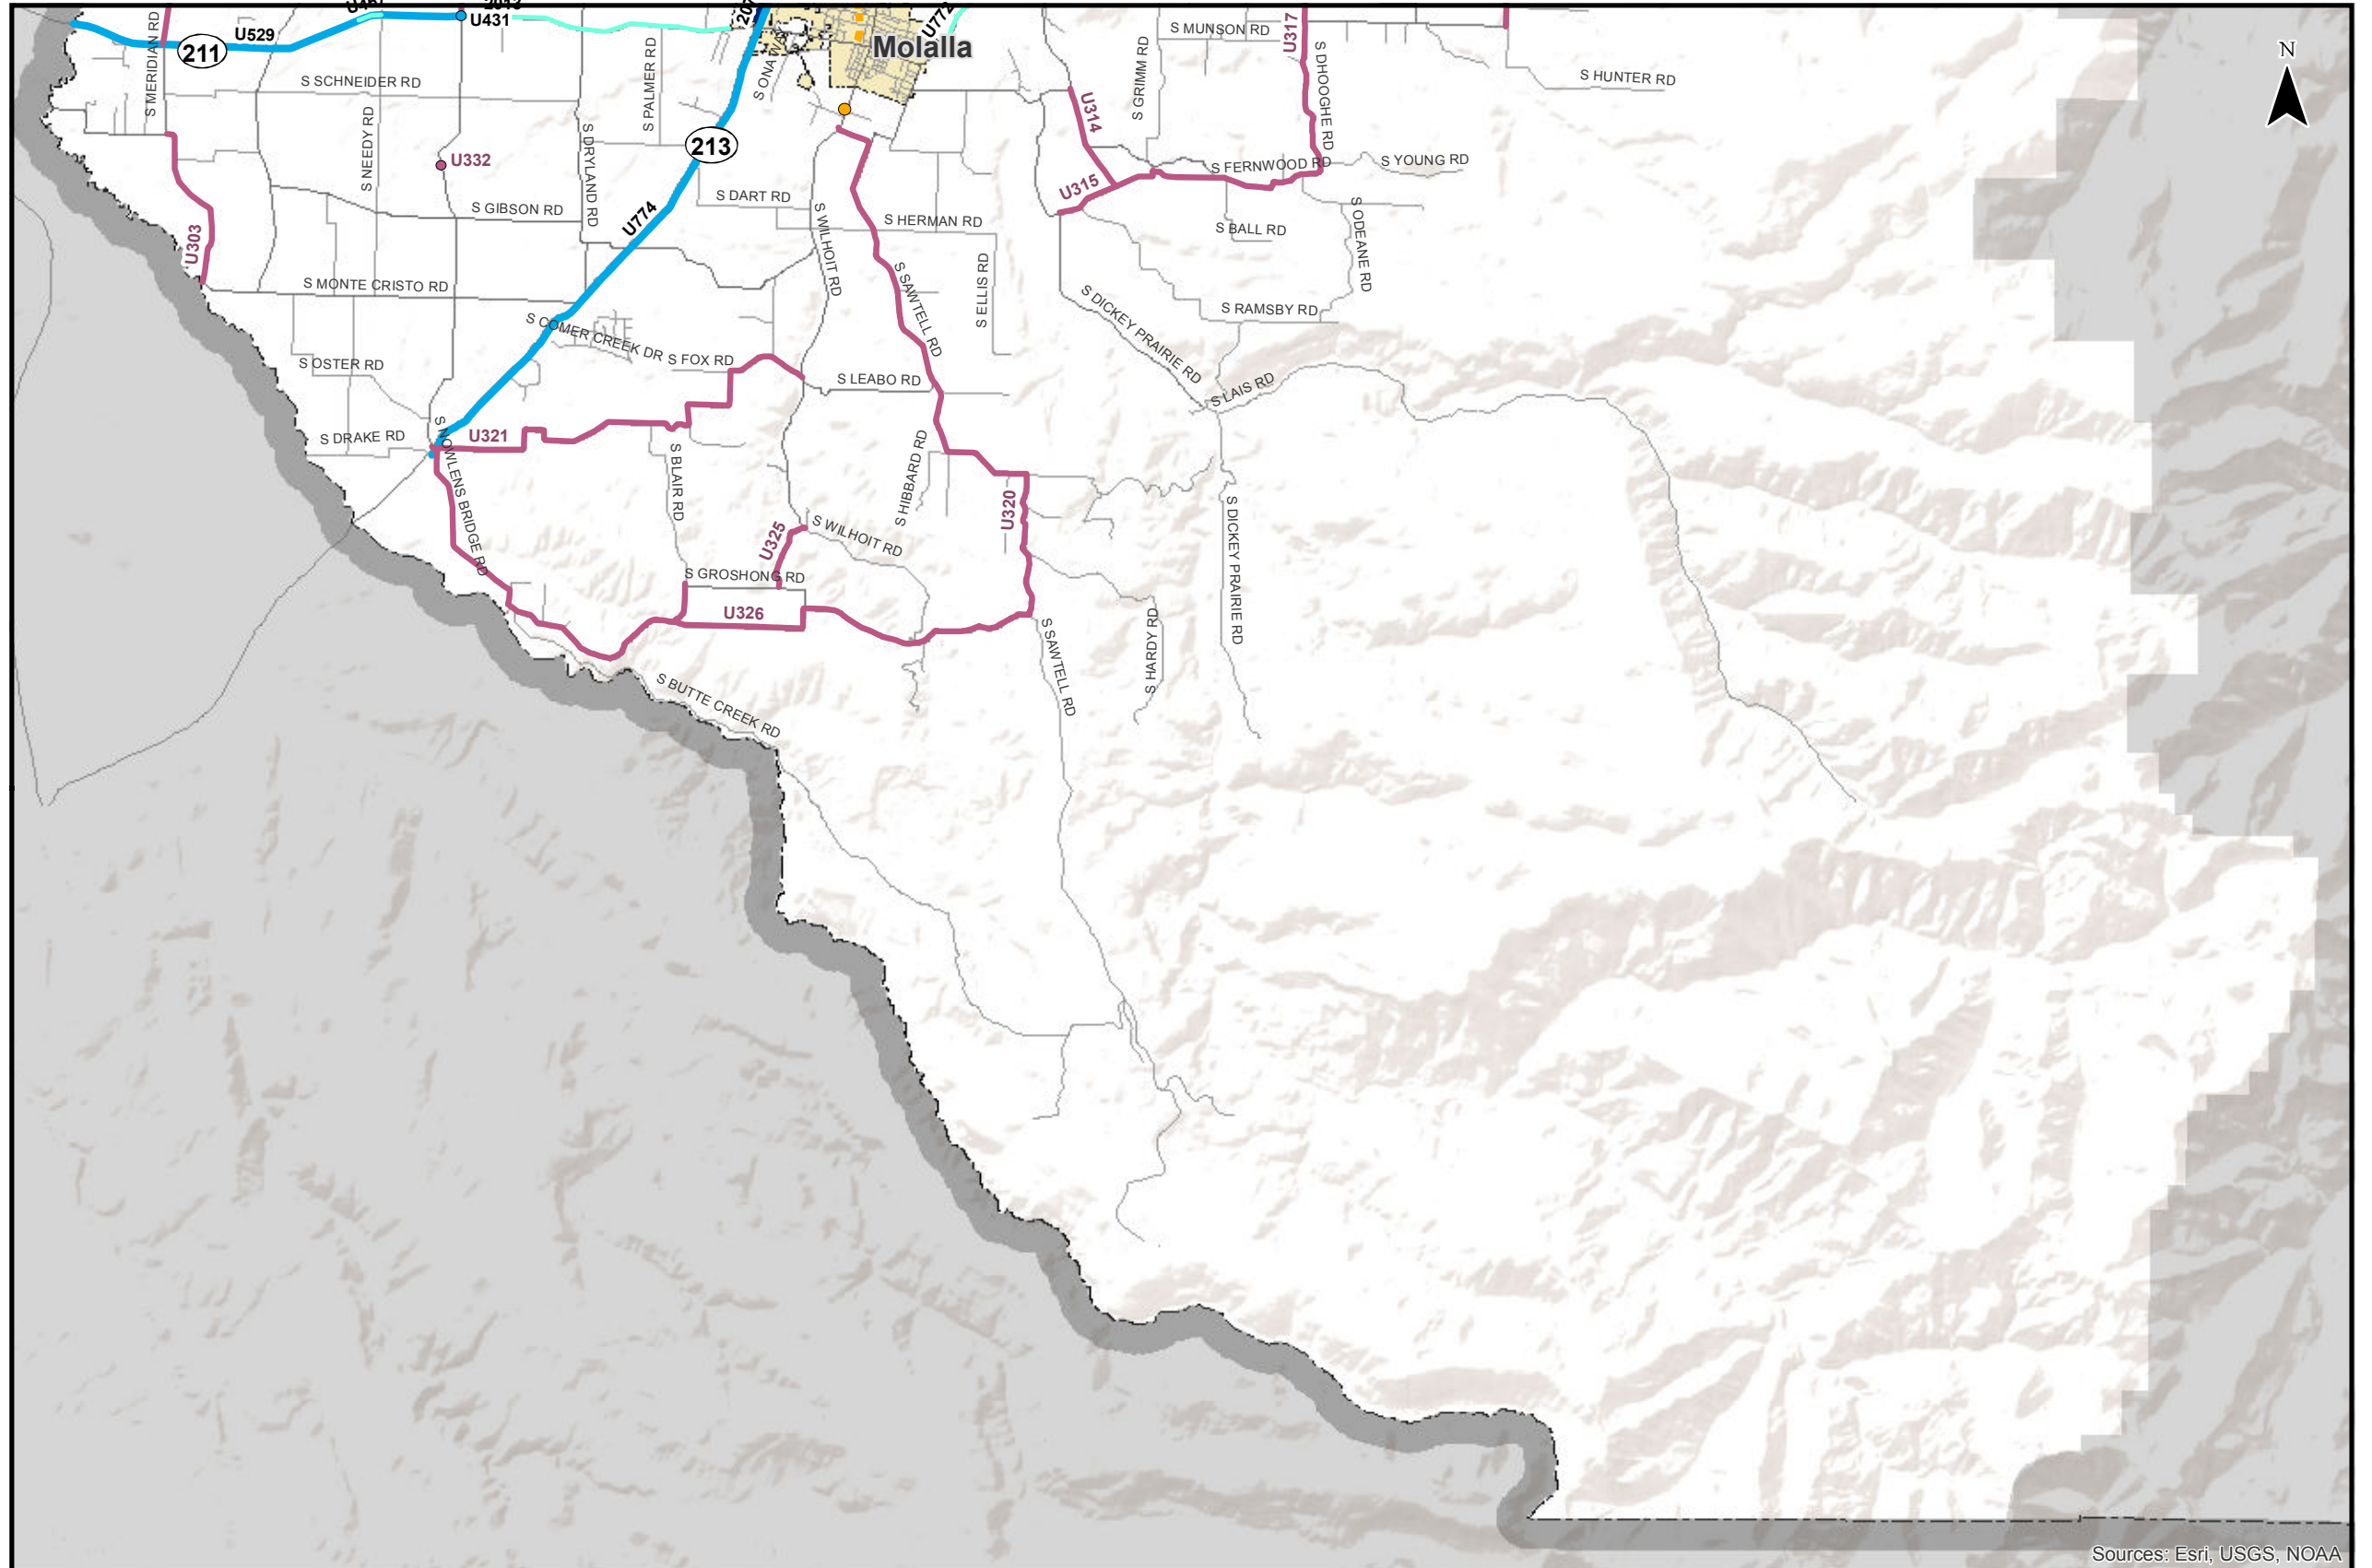 U431
U529
211
S MERIDIAN RD
S SCHNEIDER RD
S NEEDY RD
U332
S DRYLAND RD
S PALMER RD
S ONA WAY
Molalla
U772
213
S GRIMM RD
S MUNSON RD
U317
S DHOOGHE RD
S HUNTER RD
U314
S FERNWOOD RD
S YOUNG RD
U315
U303
S GIBSON RD
U774
S DART RD
S WILHOIT RD
S HERMAN RD
S BALL RD
S ODEANE RD
S MONTE CRISTO RD
S SAWTELL RD
S ELLIS RD
S DICKEY PRAIRIE RD
S RAMSBY RD
S COMER CREEK DR
S FOX RD
S OSTER RD
S LEABO RD
S LAIS RD
S DRAKE RD
S NOWLENS BRIDGE RD
U321
S BLAIR RD
S HIBBARD RD
U320
U325
S WILHOIT RD
S DICKEY PRAIRIE RD
S GROSHONG RD
U326
S HARDY RD
S SAWTELL RD
S BUTTE CREEK RD
N
Sources: Esri, USGS, NOAA